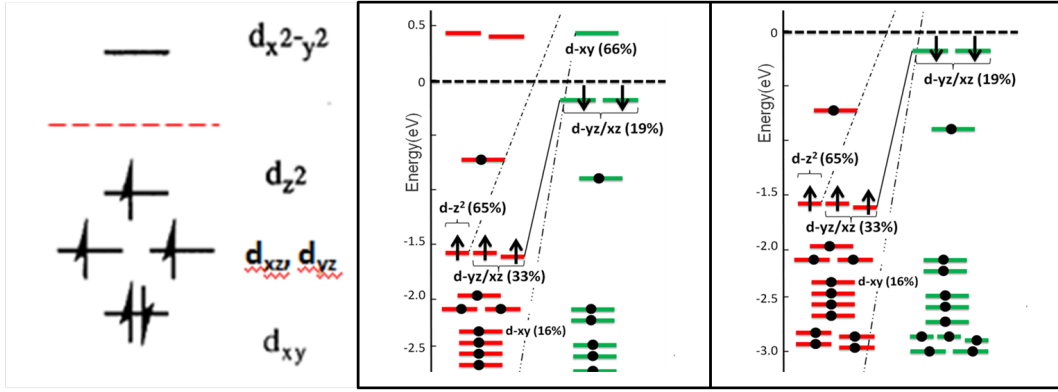 dx²-y²
dz²
dxz, dyz
dxy
0.5
d-xy (66%)
0
d-yz/xz (19%)
Energy(eV)
d-z² (65%)
-1.5
d-yz/xz (33%)
-2.0
d-xy (16%)
-2.5
0
d-yz/xz (19%)
Energy(eV)
d-z² (65%)
-1.5
d-yz/xz (33%)
-2.0
d-xy (16%)
-2.5
-3.0